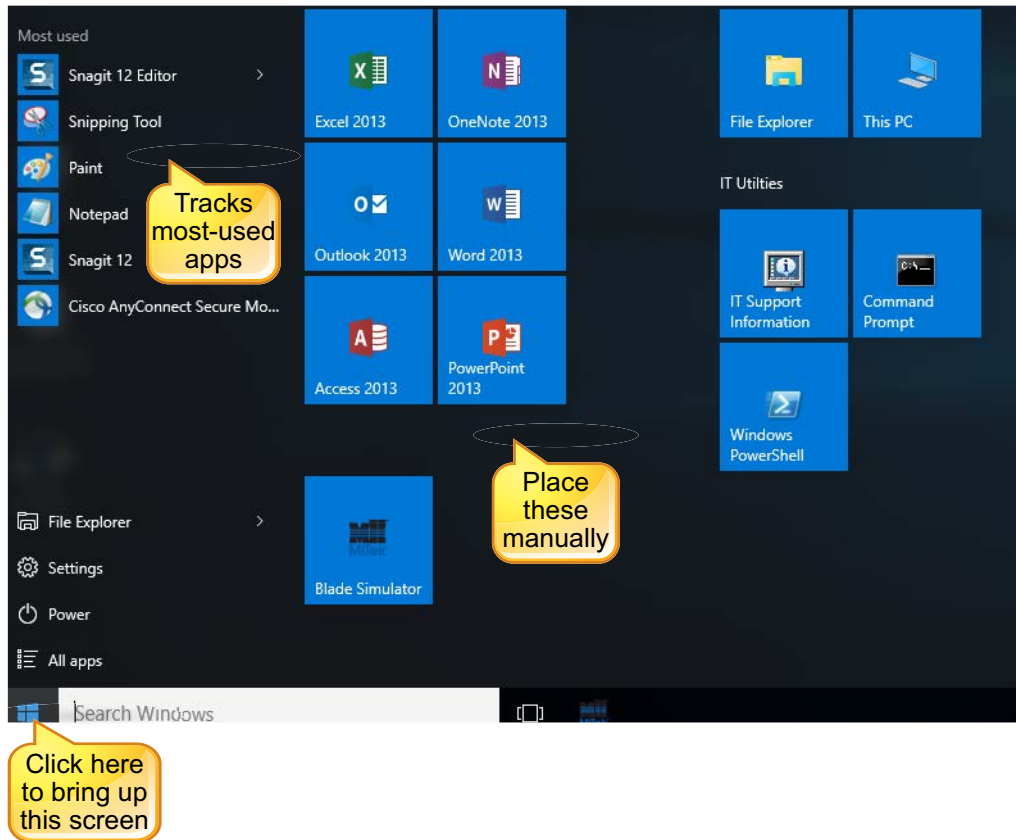 Most used
Snagit 12 Editor
Snipping Tool
Paint
Notepad
Snagit 12
Cisco AnyConnect Secure Mo...
Tracks
most-used
apps
File Explorer
Settings
Power
All apps
Search Windows
Excel 2013
OneNote 2013
Outlook 2013
Word 2013
Access 2013
PowerPoint
2013
Place
these
manually
MiTek
Blade Simulator
File Explorer
This PC
IT Utilties
IT Support
Information
C:\_
Command
Prompt
Windows
PowerShell
Click here
to bring up
this screen